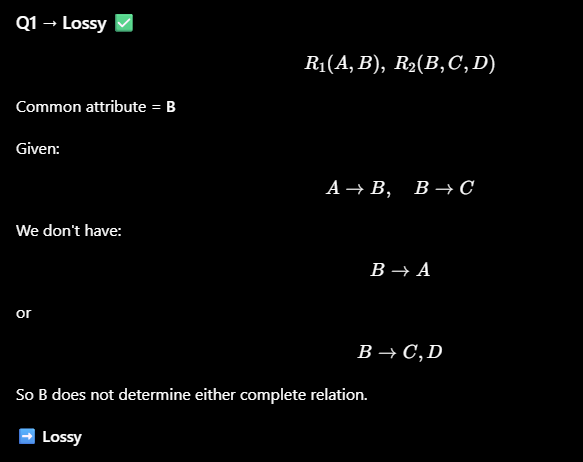 Q1 → Lossy ✅
R₁(A, B), R₂(B, C, D)
Common attribute = B
Given:
A → B, B → C
We don't have:
B → A
or
B → C, D
So B does not determine either complete relation.
➡️ Lossy